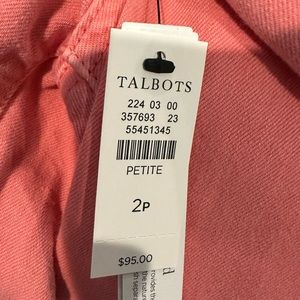 TALBOTS
224 03 00
357693 23
55451345
PETITE
2P
$95.00